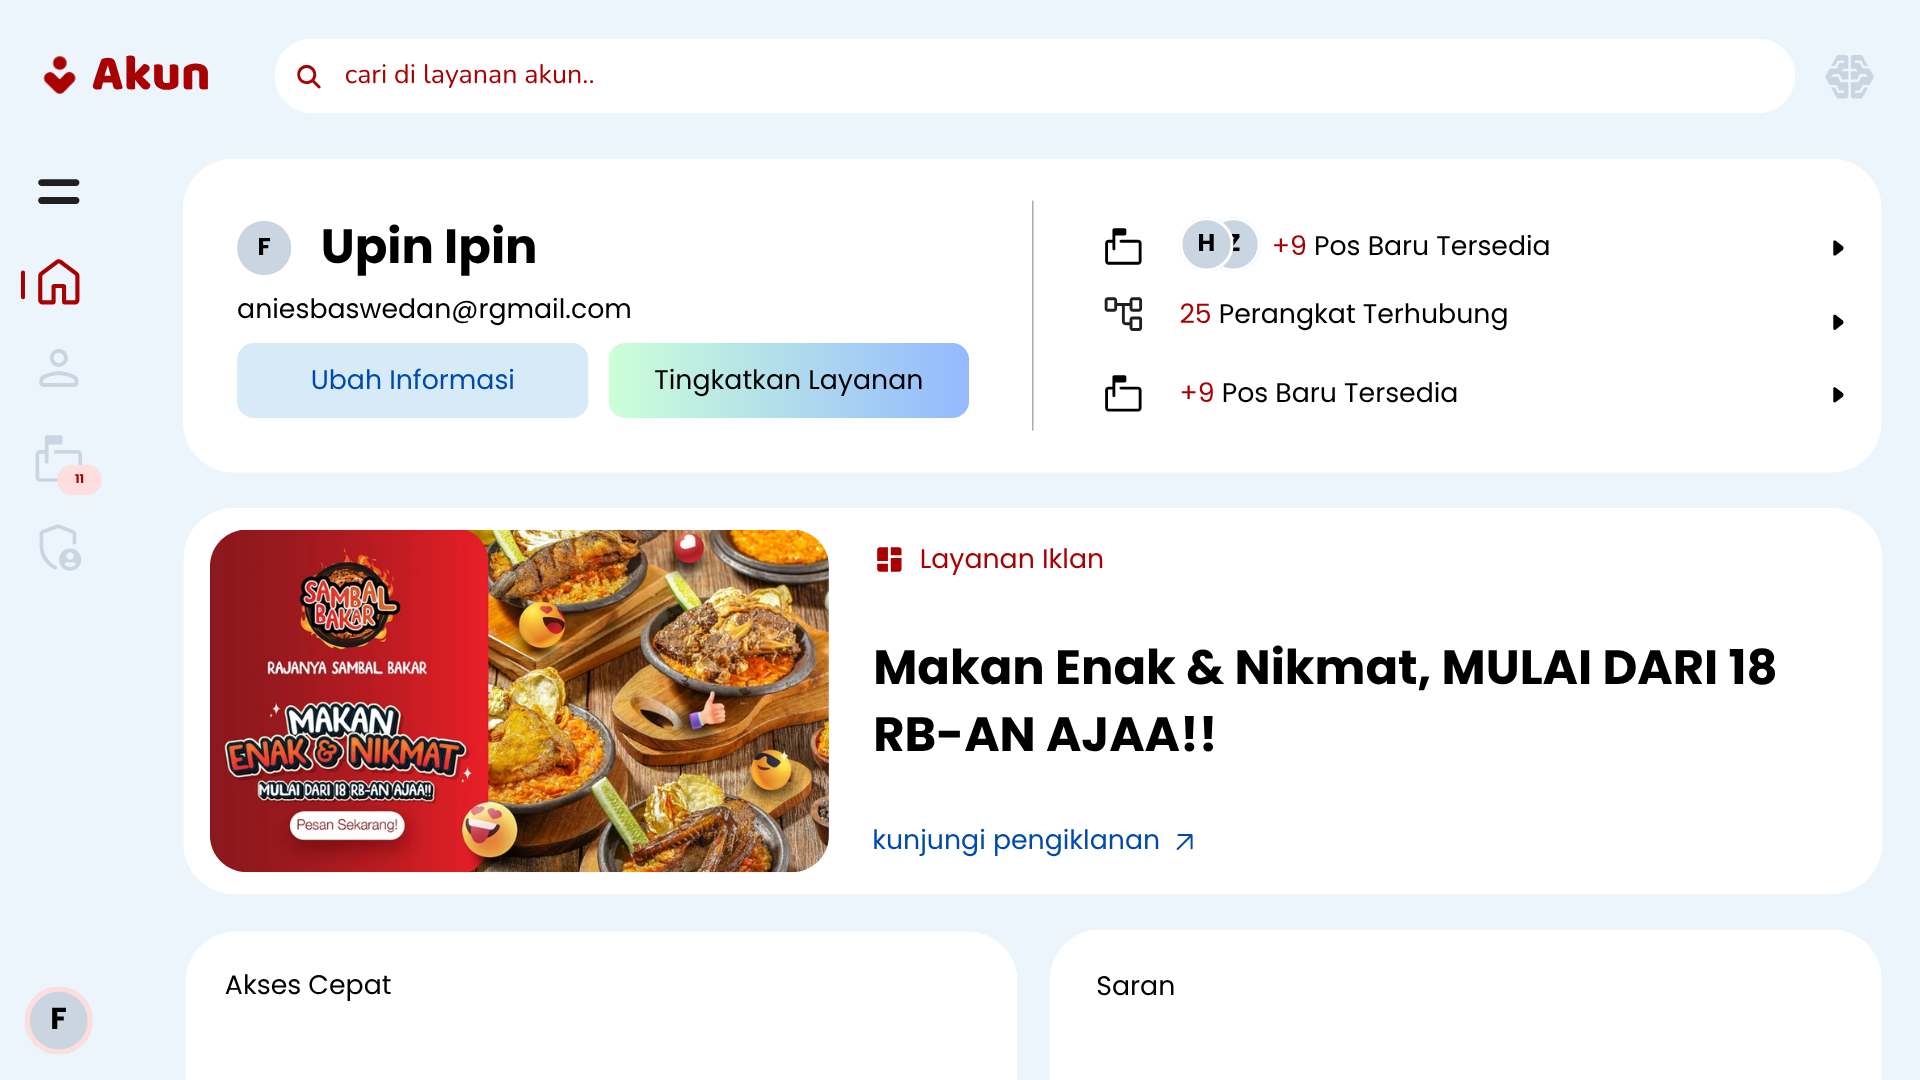 Akun
cari di layanan akun..
F
Upin Ipin
aniesbaswedan@rgmail.com
Ubah Informasi
Tingkatkan Layanan
H Z +9 Pos Baru Tersedia
25 Perangkat Terhubung
+9 Pos Baru Tersedia
11
SAMBAL
BAKAR
RAJANYA SAMBAL BAKAR
MAKAN
ENAK & NIKMAT
MULAI DARI 18 RB-AN AJAA!!
Pesan Sekarang!
Layanan Iklan
Makan Enak & Nikmat, MULAI DARI 18
RB-AN AJAA!!
kunjungi pengiklanan
Akses Cepat
Saran
F